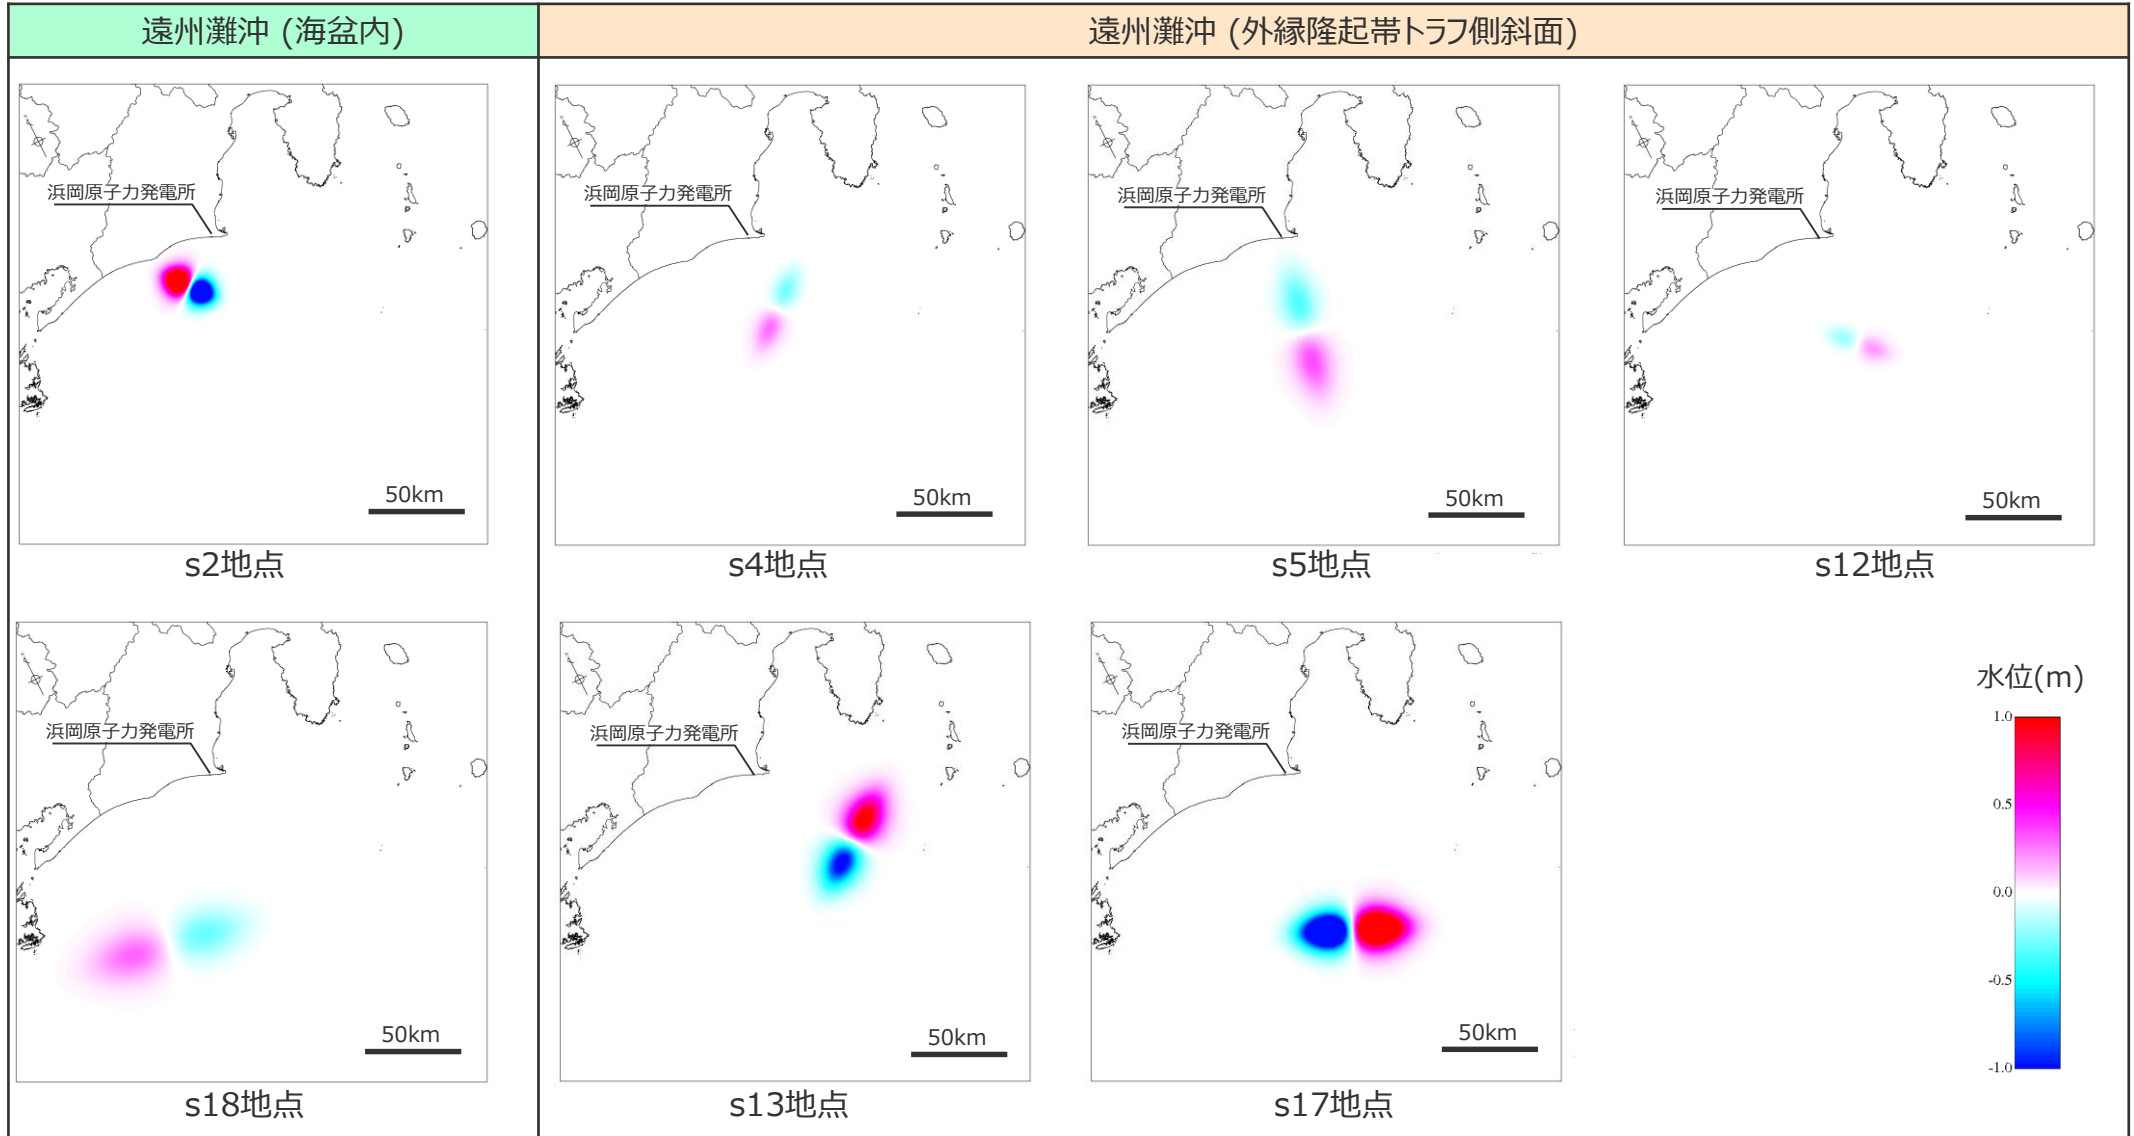 遠州灘沖 (海盆内)
遠州灘沖 (外縁隆起帯トラフ側斜面)
浜岡原子力発電所
50km
s2地点
浜岡原子力発電所
50km
s4地点
浜岡原子力発電所
50km
s5地点
浜岡原子力発電所
50km
s12地点
浜岡原子力発電所
50km
s18地点
浜岡原子力発電所
50km
s13地点
浜岡原子力発電所
50km
s17地点
水位(m)
1.0
0.5
0.0
-0.5
-1.0